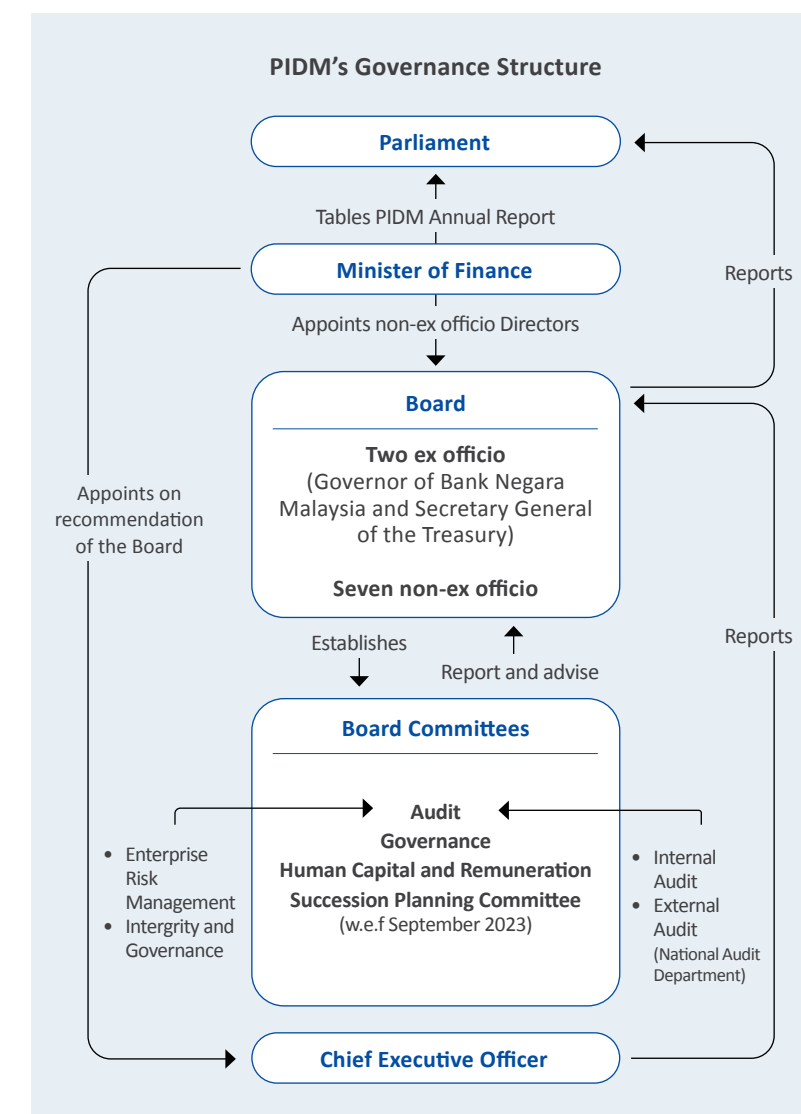 PIDM's Governance Structure
Parliament
Tables PIDM Annual Report
Minister of Finance
Reports
Appoints non-ex officio Directors
Board
Two ex officio
(Governor of Bank Negara
Malaysia and Secretary General
of the Treasury)
Seven non-ex officio
Appoints on
recommendation
of the Board
Establishes
Report and advise
Reports
Board Committees
Audit
Governance
Human Capital and Remuneration
Succession Planning Committee
(w.e.f September 2023)
• Enterprise
Risk
Management
• Intergrity and
Governance
• Internal
Audit
• External
Audit
(National Audit
Department)
Chief Executive Officer